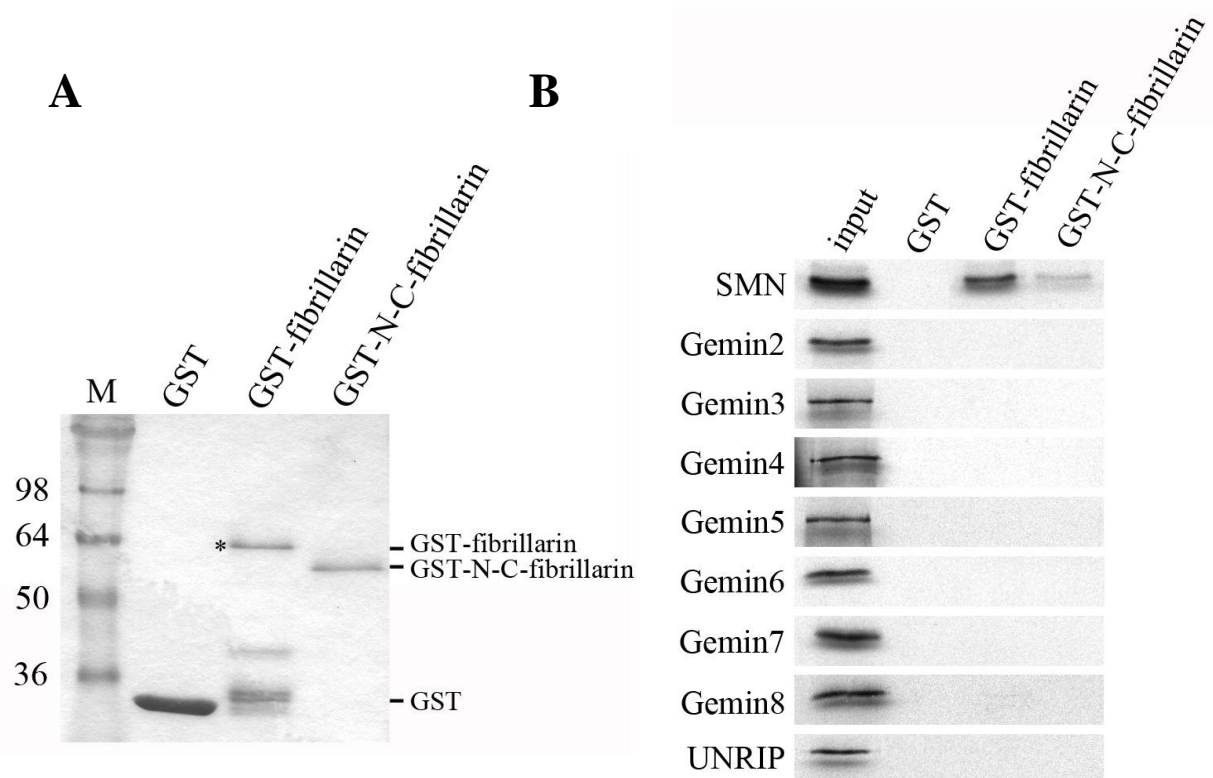 A
M
GST
GST-fibrillarin
GST-N-C-fibrillarin
98
64
50
36
*
GST-fibrillarin
GST-N-C-fibrillarin
GST
B
input
GST
GST-fibrillarin
GST-N-C-fibrillarin
SMN
Gemin2
Gemin3
Gemin4
Gemin5
Gemin6
Gemin7
Gemin8
UNRIP